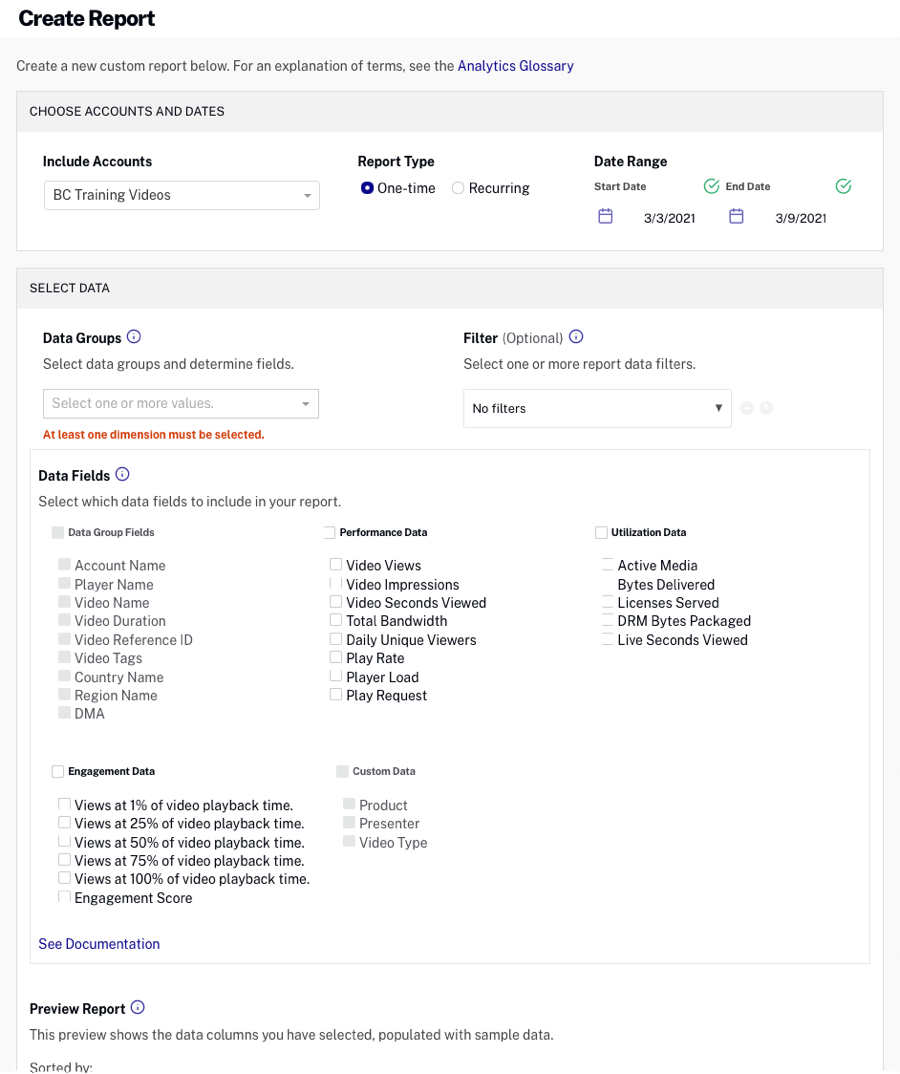 Create Report
Create a new custom report below. For an explanation of terms, see the Analytics Glossary
CHOOSE ACCOUNTS AND DATES
Include Accounts
BC Training Videos
Report Type
One-time
Recurring
Date Range
Start Date
End Date
3/3/2021
3/9/2021
SELECT DATA
Data Groups
Select data groups and determine fields.
Select one or more values.
At least one dimension must be selected.
Filter (Optional)
Select one or more report data filters.
No filters
Data Fields
Select which data fields to include in your report.
Data Group Fields
Account Name
Player Name
Video Name
Video Duration
Video Reference ID
Video Tags
Country Name
Region Name
DMA
Performance Data
Video Views
Video Impressions
Video Seconds Viewed
Total Bandwidth
Daily Unique Viewers
Play Rate
Player Load
Play Request
Utilization Data
Active Media
Bytes Delivered
Licenses Served
DRM Bytes Packaged
Live Seconds Viewed
Engagement Data
Views at 1% of video playback time.
Views at 25% of video playback time.
Views at 50% of video playback time.
Views at 75% of video playback time.
Views at 100% of video playback time.
Engagement Score
Custom Data
Product
Presenter
Video Type
See Documentation
Preview Report
This preview shows the data columns you have selected, populated with sample data.
Sorted by: